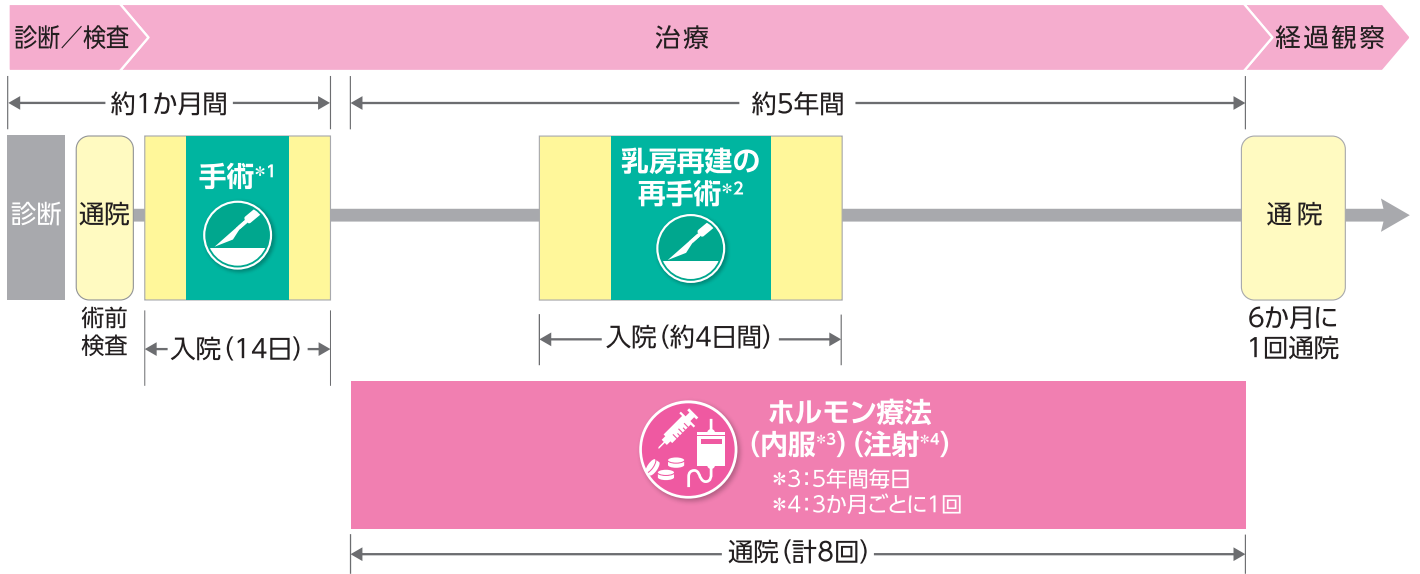 診断／検査
治療
経過観察
約1か月間
約5年間
診断
通院
手術*1
乳房再建の
再手術*2
通院
術前
検査
入院（14日）
入院（約4日間）
6か月に
1回通院
ホルモン療法
（内服*3）（注射*4）
*3：5年間毎日
*4：3か月ごとに1回
通院（計8回）